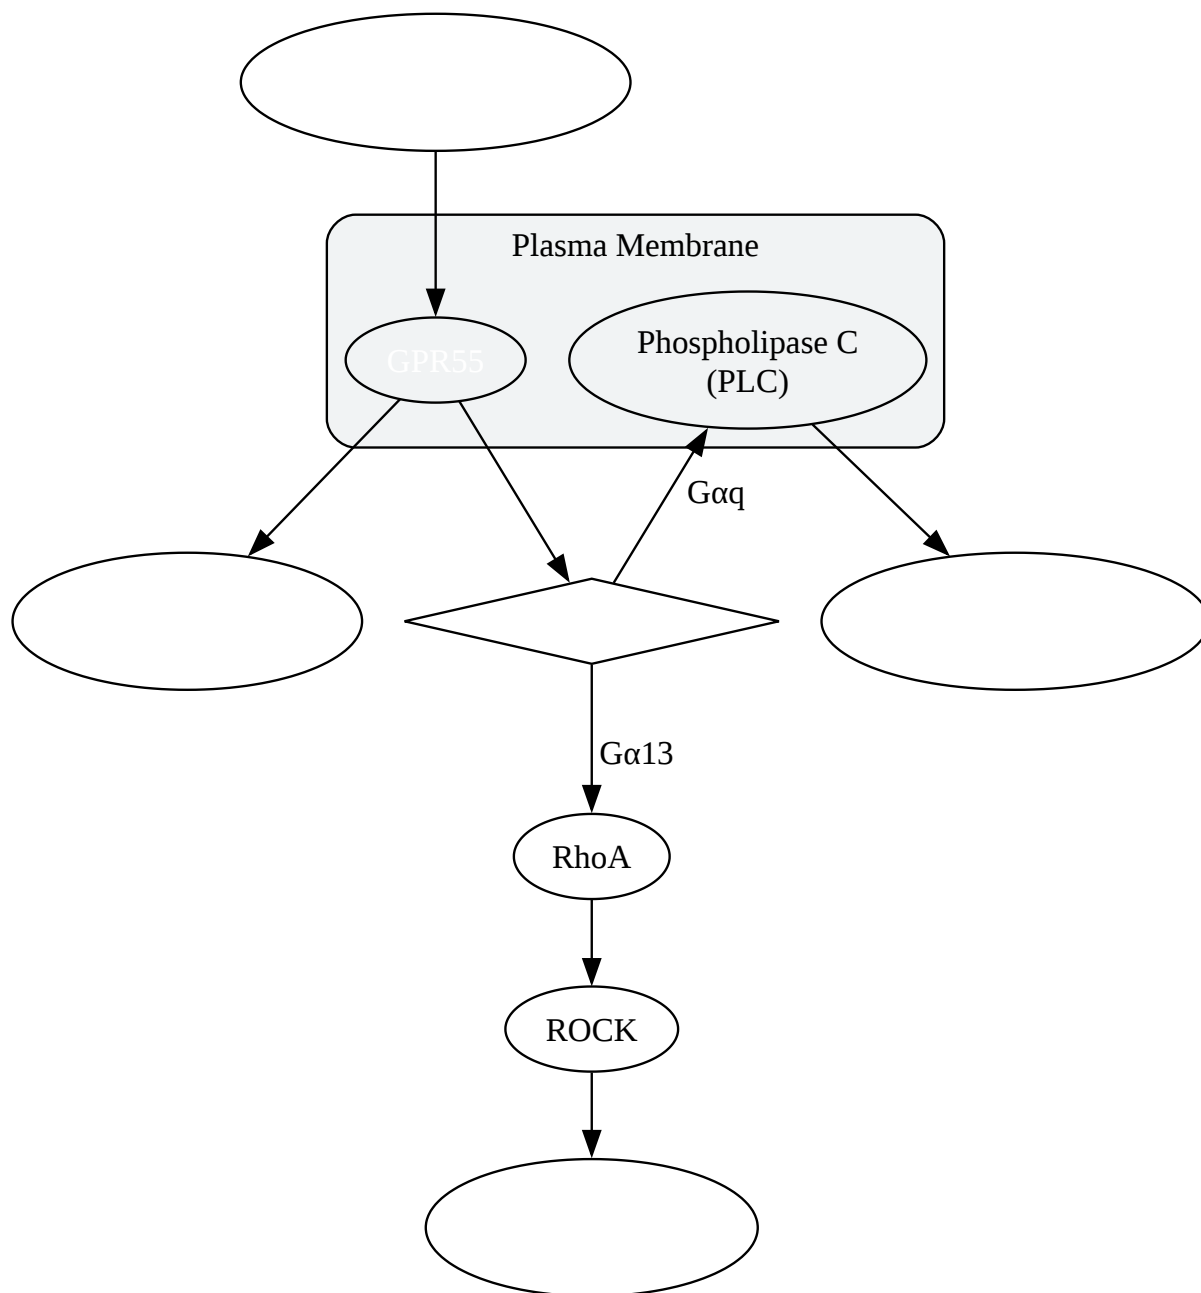 Plasma Membrane
GPR55
Phospholipase C
(PLC)
Gαq
Gα13
RhoA
ROCK